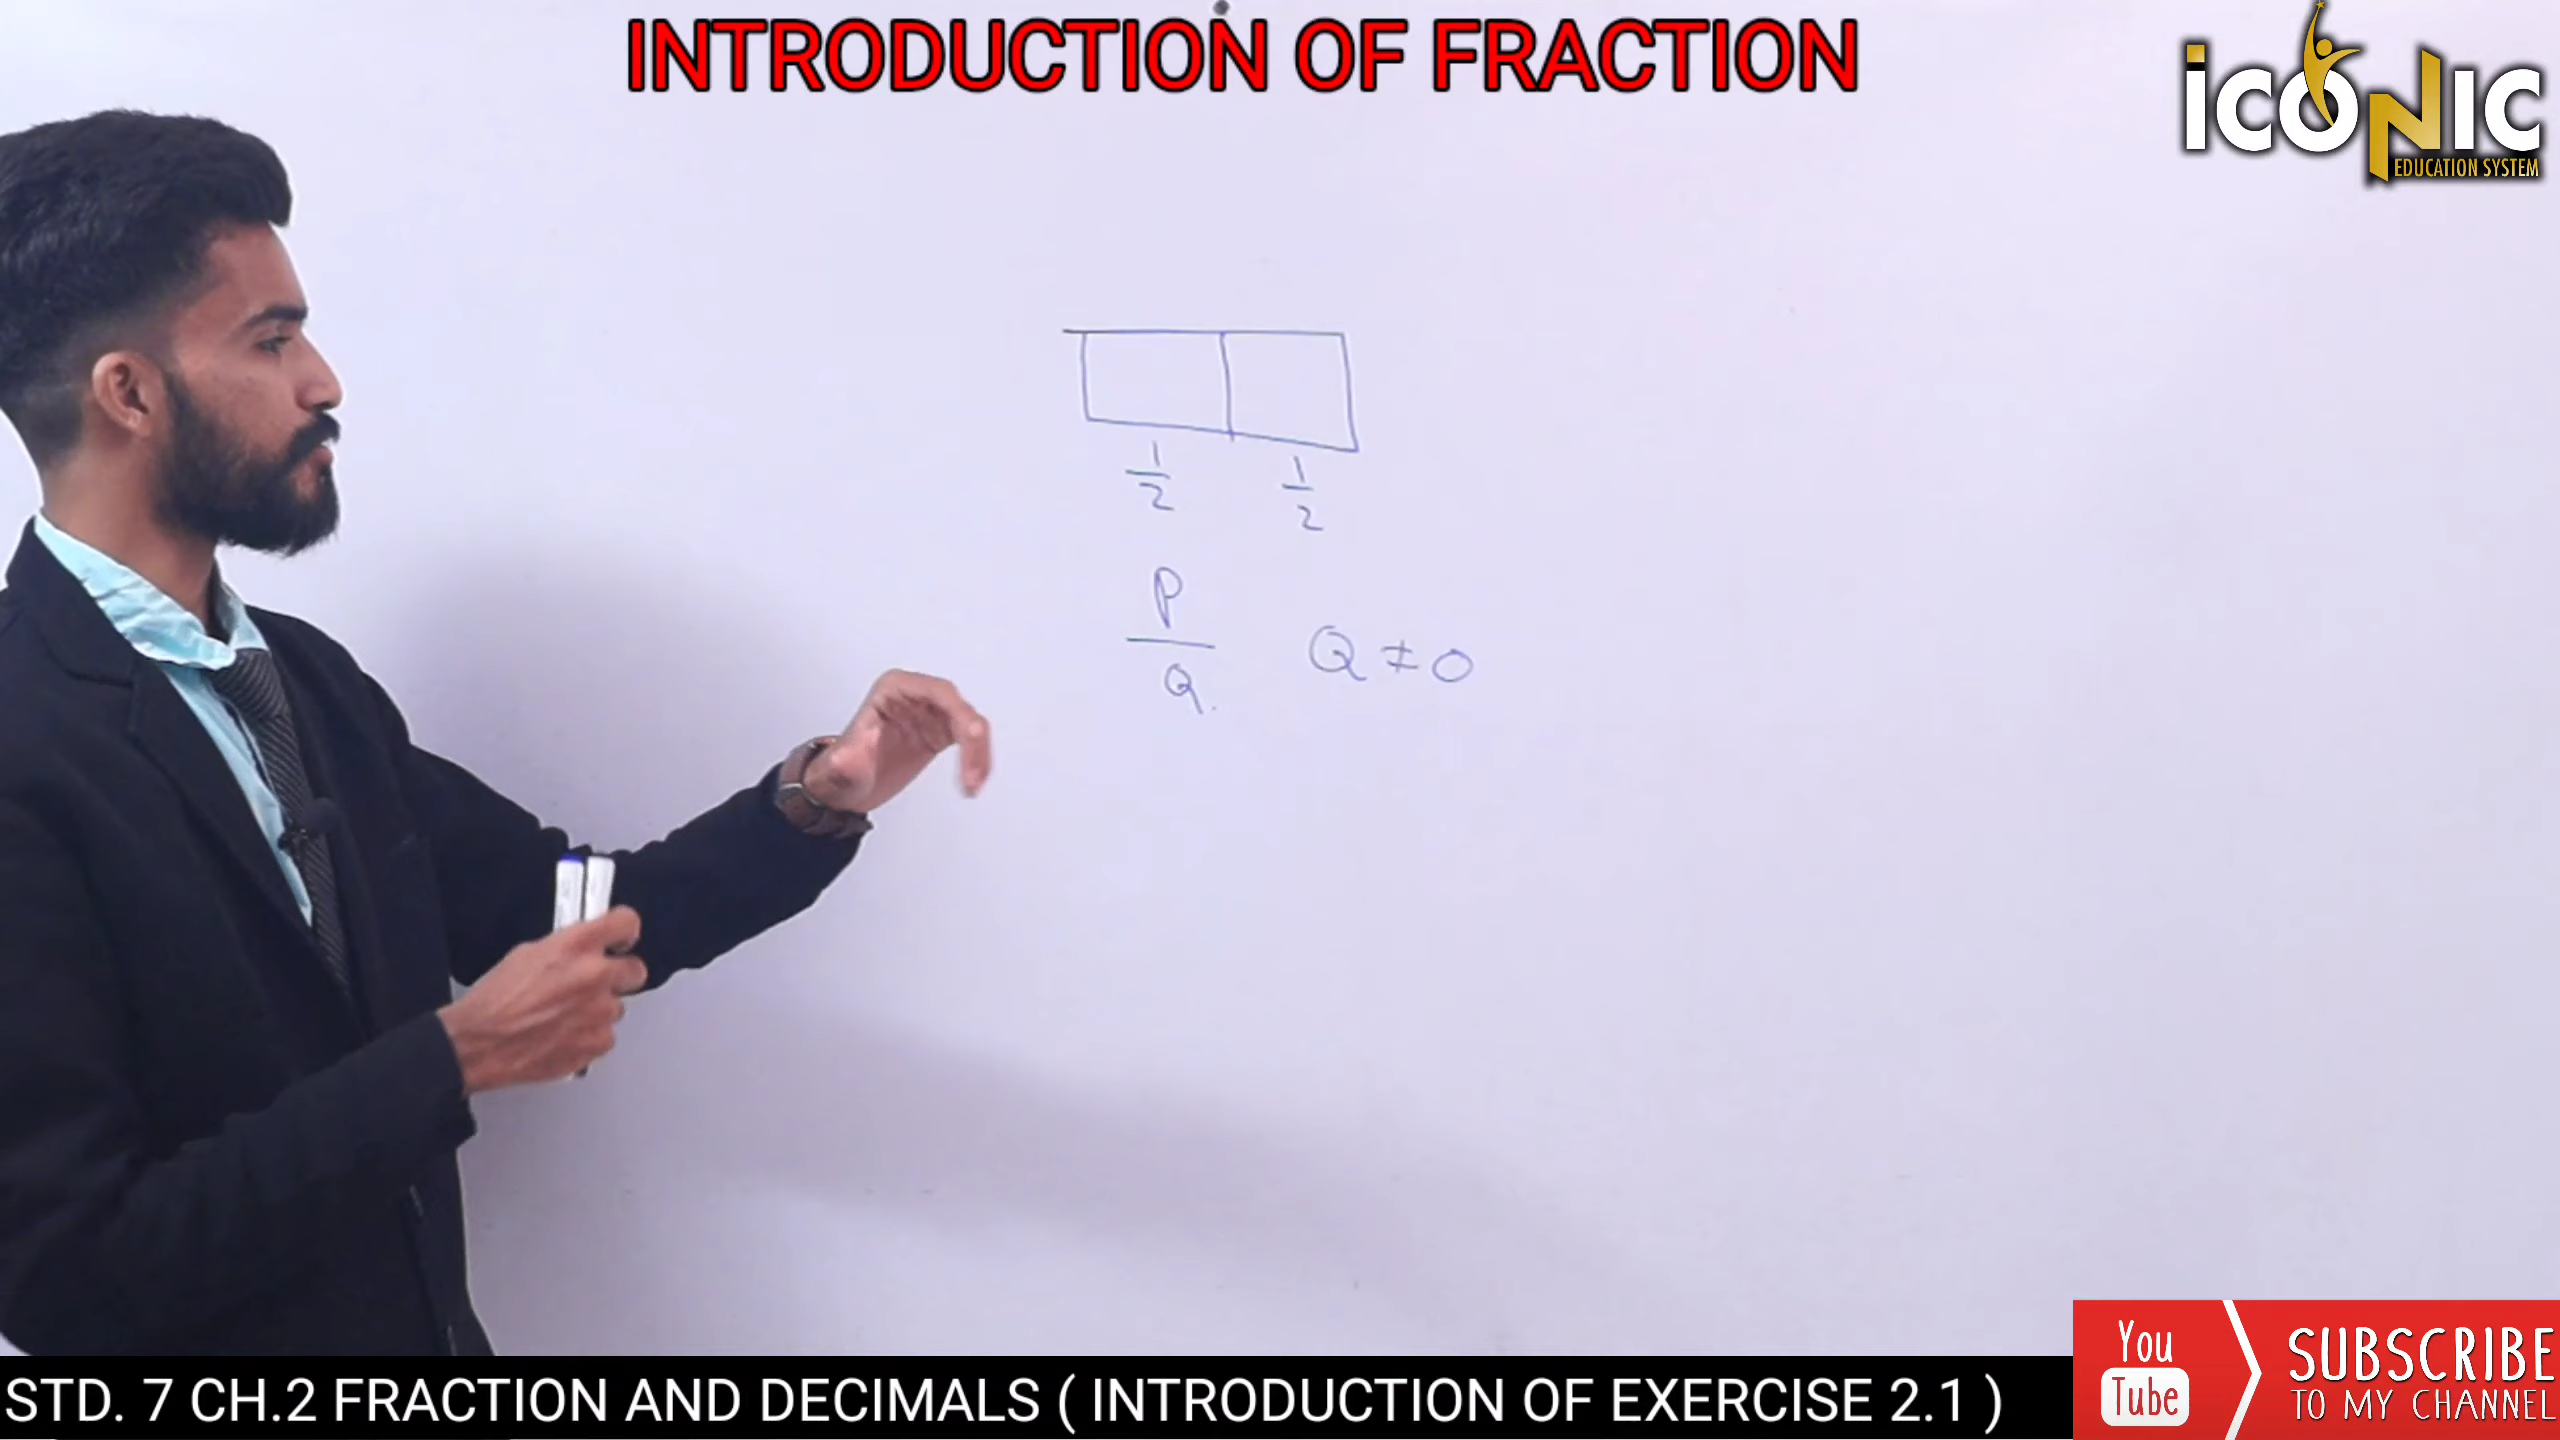 INTRODUCTION OF FRACTION
iCONIC
EDUCATION SYSTEM
1/2 1/2
P/Q Q ≠ 0
STD. 7 CH.2 FRACTION AND DECIMALS ( INTRODUCTION OF EXERCISE 2.1 )
You
Tube
SUBSCRIBE
TO MY CHANNEL